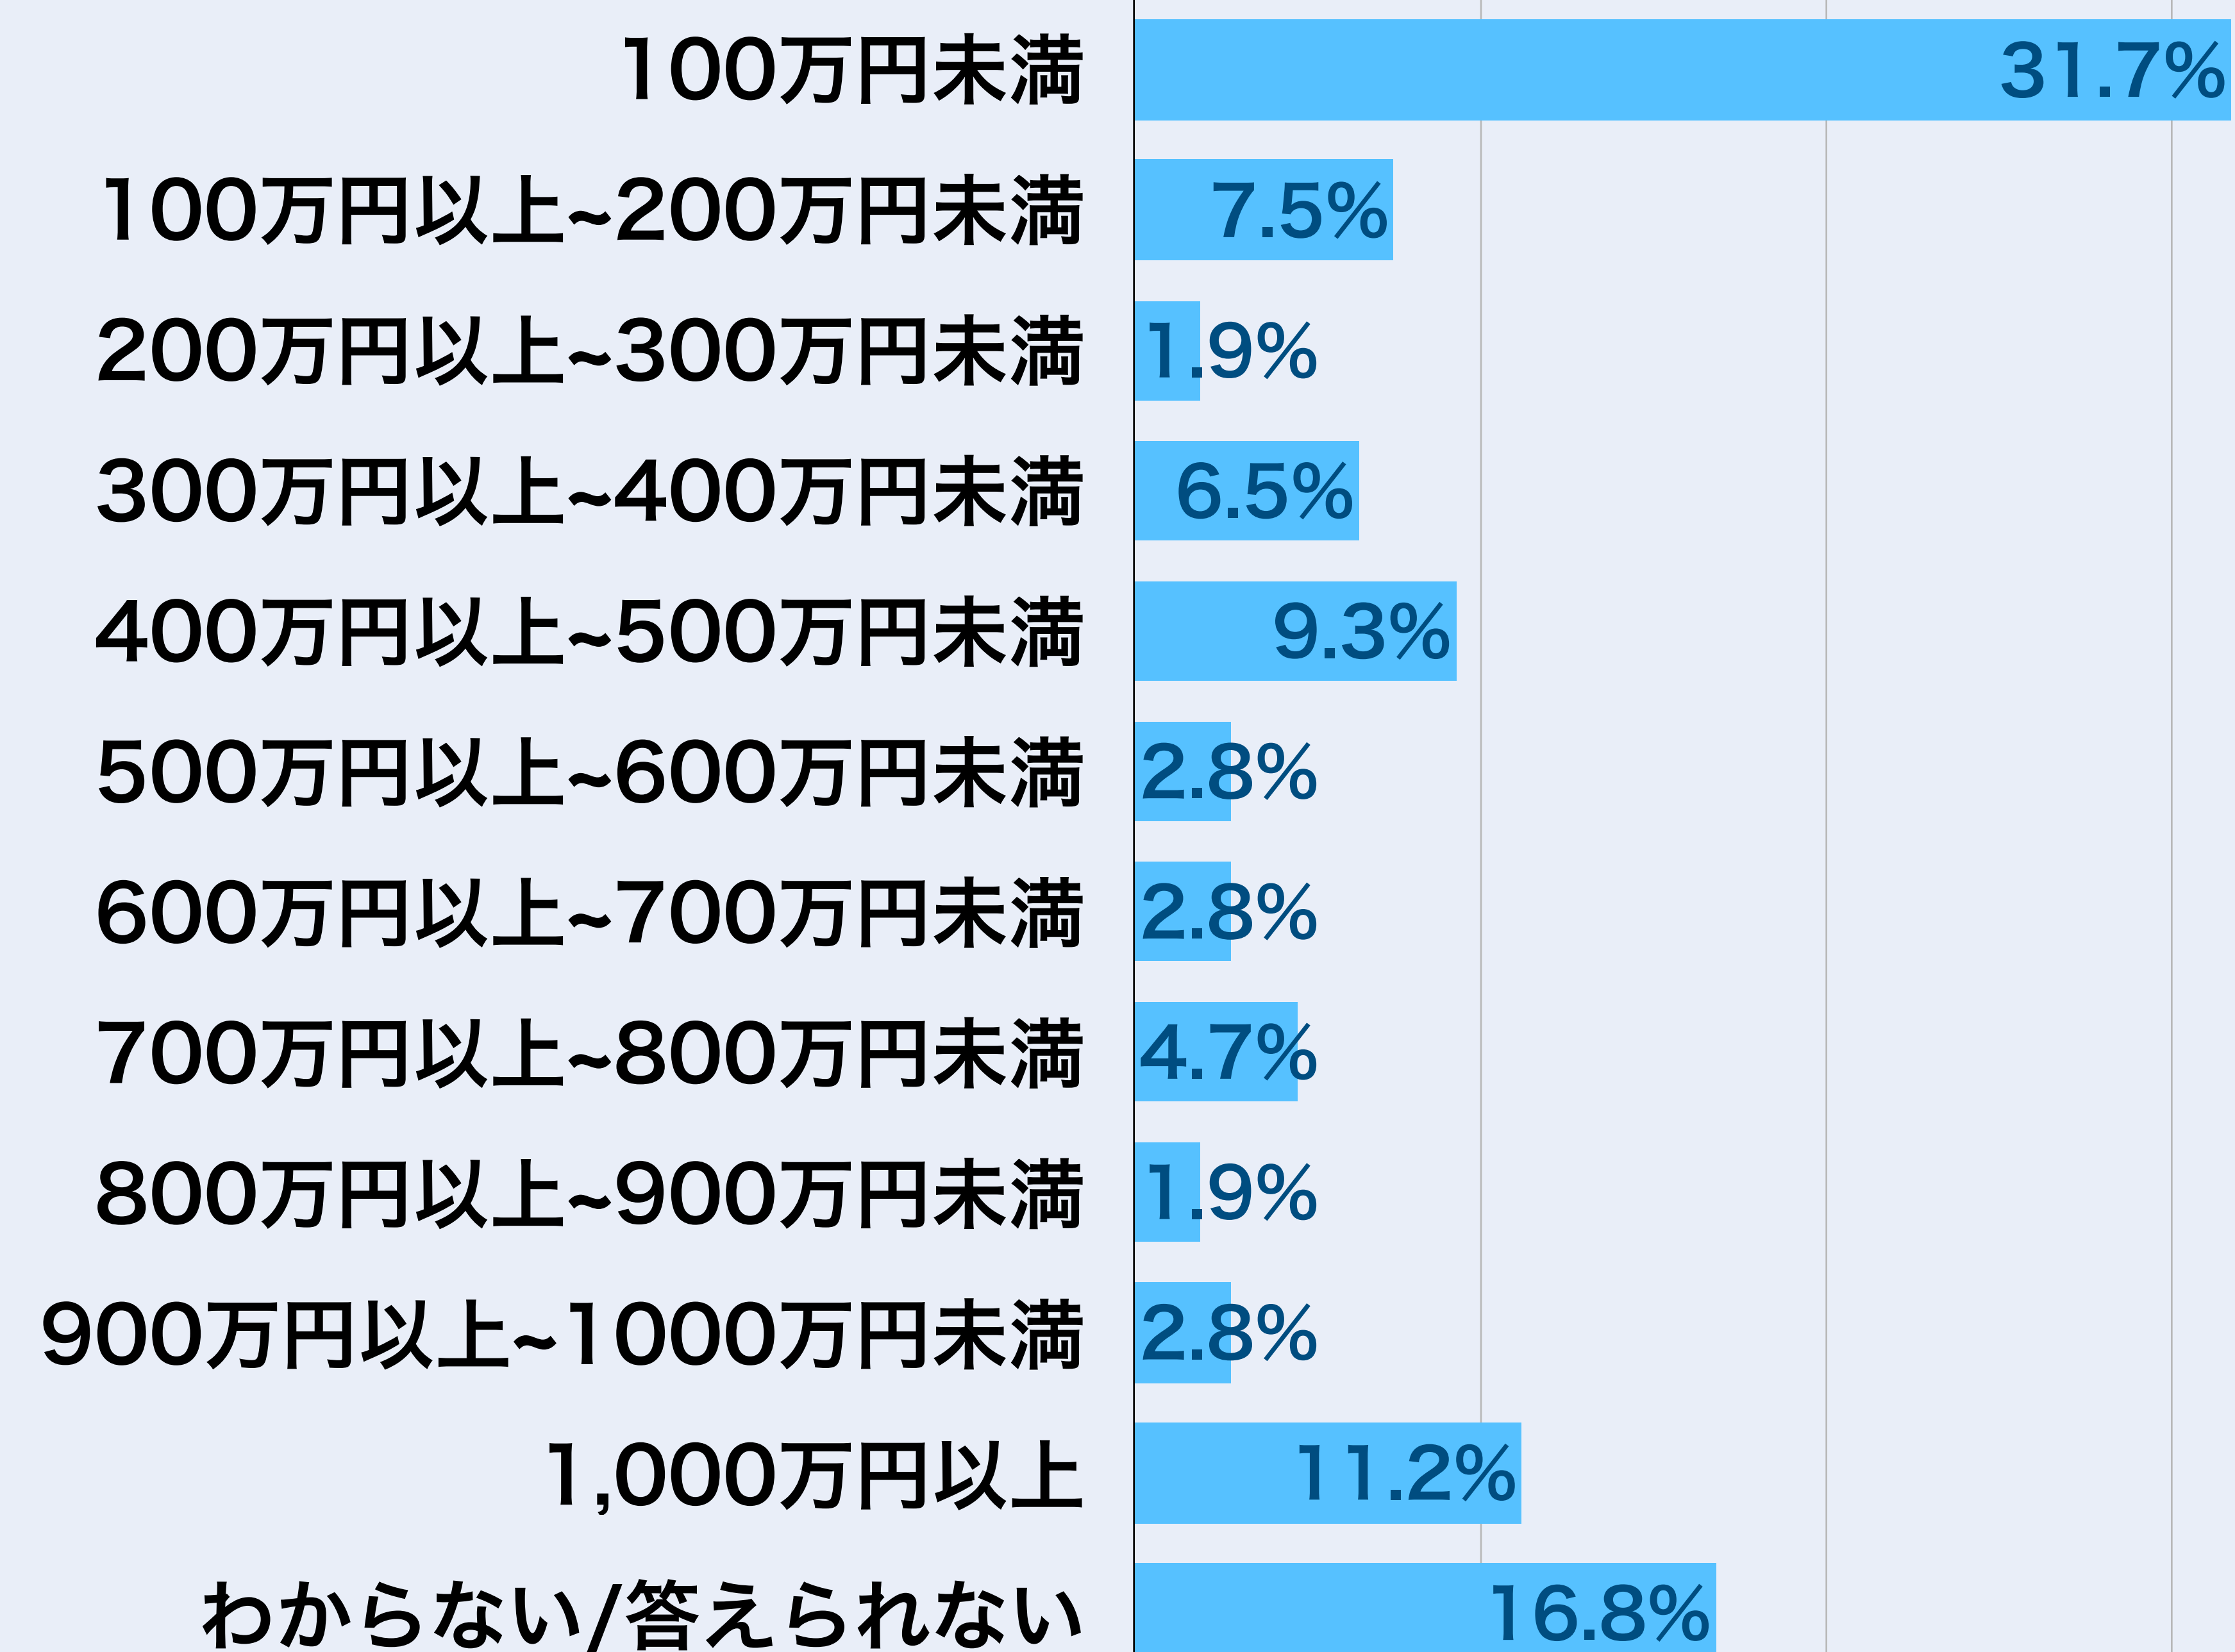 100万円未満 31.7%
100万円以上~200万円未満 7.5%
200万円以上~300万円未満 1.9%
300万円以上~400万円未満 6.5%
400万円以上~500万円未満 9.3%
500万円以上~600万円未満 2.8%
600万円以上~700万円未満 2.8%
700万円以上~800万円未満 4.7%
800万円以上~900万円未満 1.9%
900万円以上~1000万円未満 2.8%
1,000万円以上 11.2%
わからない/答えられない 16.8%